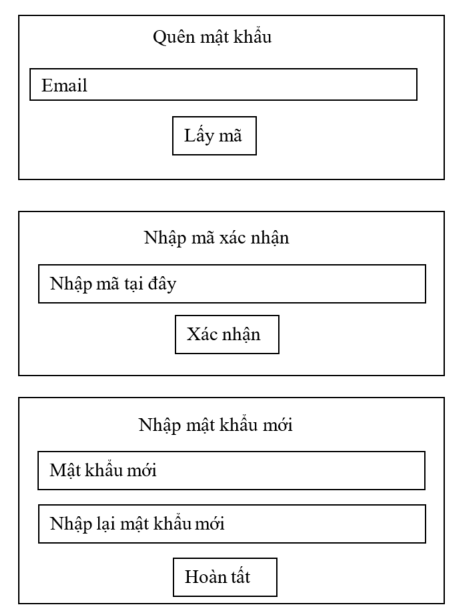 Quên mật khẩu
Email
Lấy mã
Nhập mã xác nhận
Nhập mã tại đây
Xác nhận
Nhập mật khẩu mới
Mật khẩu mới
Nhập lại mật khẩu mới
Hoàn tất